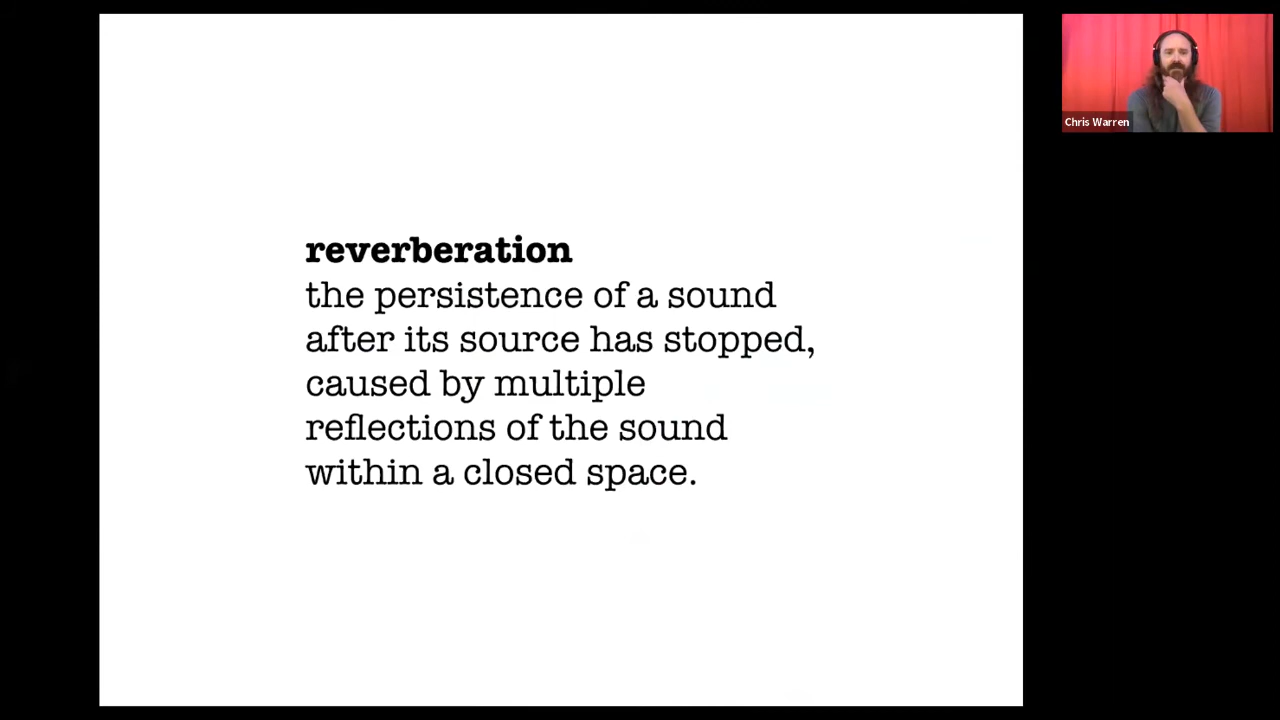 reverberation
the persistence of a sound
after its source has stopped,
caused by multiple
reflections of the sound
within a closed space.
Chris Warren